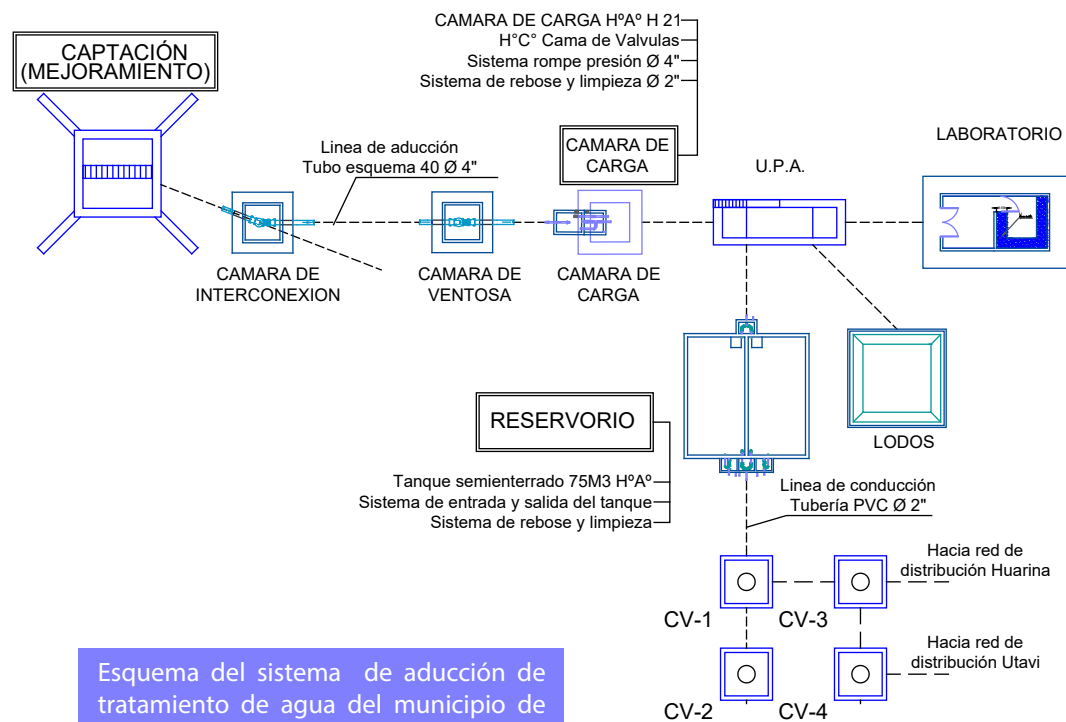 CAPTACIÓN
(MEJORAMIENTO)
CAMARA DE CARGA HºAº H 21
H°C° Cama de Valvulas
Sistema rompe presión Ø 4"
Sistema de rebose y limpieza Ø 2"
Linea de aducción
Tubo esquema 40 Ø 4"
CAMARA DE
CARGA
U.P.A.
LABORATORIO
CAMARA DE
INTERCONEXION
CAMARA DE
VENTOSA
CAMARA DE
CARGA
RESERVORIO
LODOS
Tanque semienterrado 75M3 HºAº
Sistema de entrada y salida del tanque
Sistema de rebose y limpieza
Linea de conducción
Tubería PVC Ø 2"
Hacia red de
distribución Huarina
CV-1
CV-3
Hacia red de
distribución Utavi
CV-2
CV-4
Esquema del sistema de aducción de
tratamiento de agua del municipio de